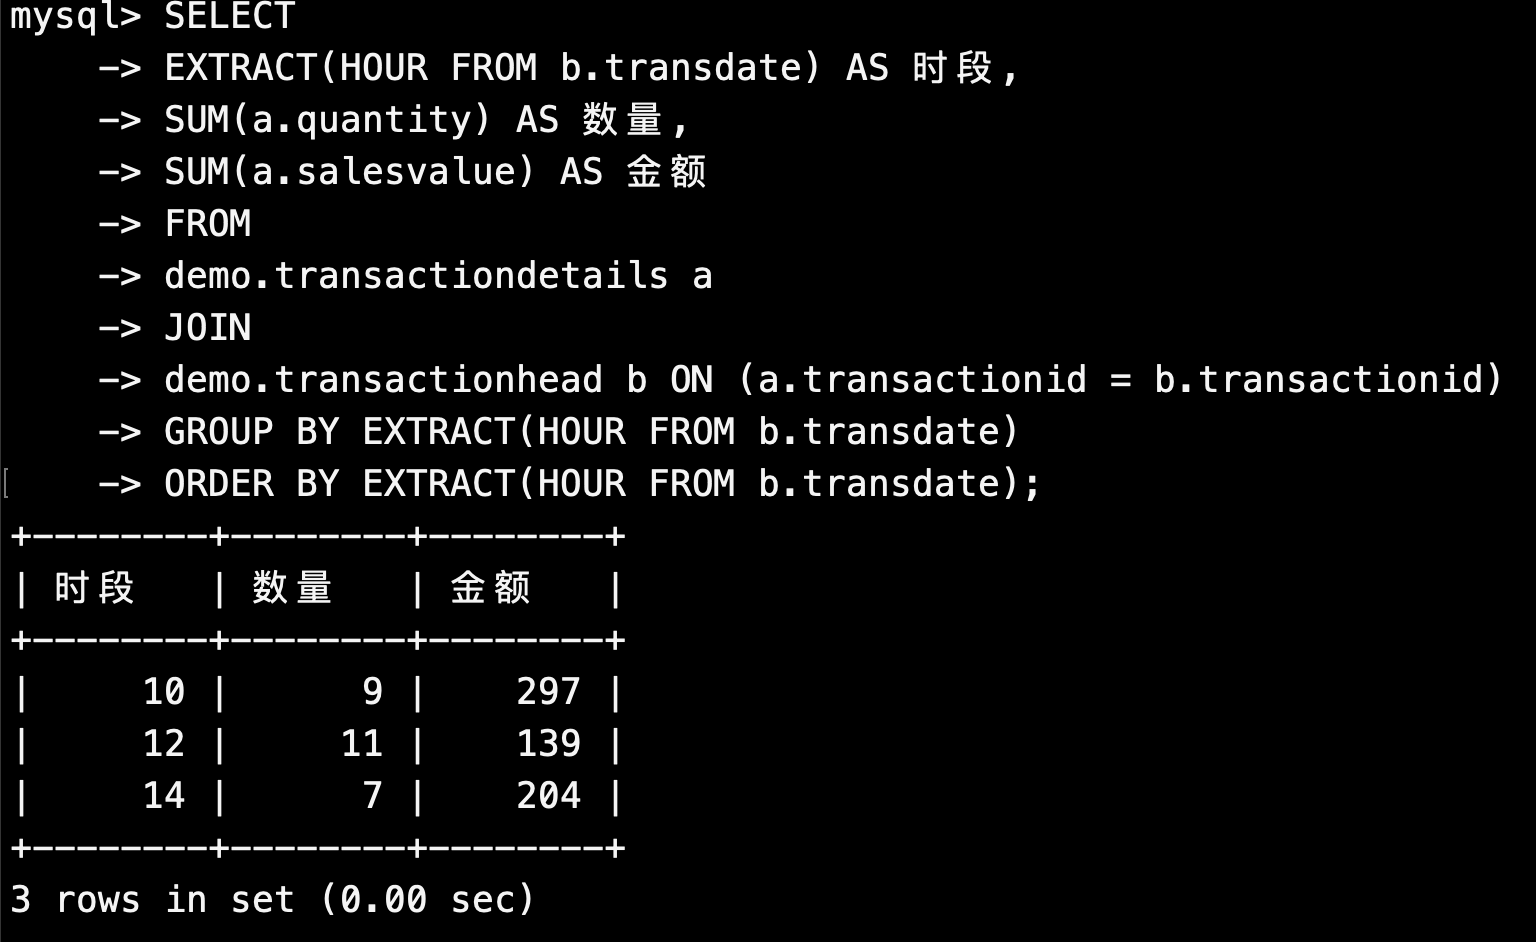 mysql> SELECT
    -> EXTRACT(HOUR FROM b.transdate) AS 时段,
    -> SUM(a.quantity) AS 数量,
    -> SUM(a.salesvalue) AS 金额
    -> FROM
    -> demo.transactiondetails a
    -> JOIN
    -> demo.transactionhead b ON (a.transactionid = b.transactionid)
    -> GROUP BY EXTRACT(HOUR FROM b.transdate)
[   -> ORDER BY EXTRACT(HOUR FROM b.transdate);
+--------+--------+--------+
| 时段   | 数量   | 金额   |
+--------+--------+--------+
|     10 |      9 |    297 |
|     12 |     11 |    139 |
|     14 |      7 |    204 |
+--------+--------+--------+
3 rows in set (0.00 sec)